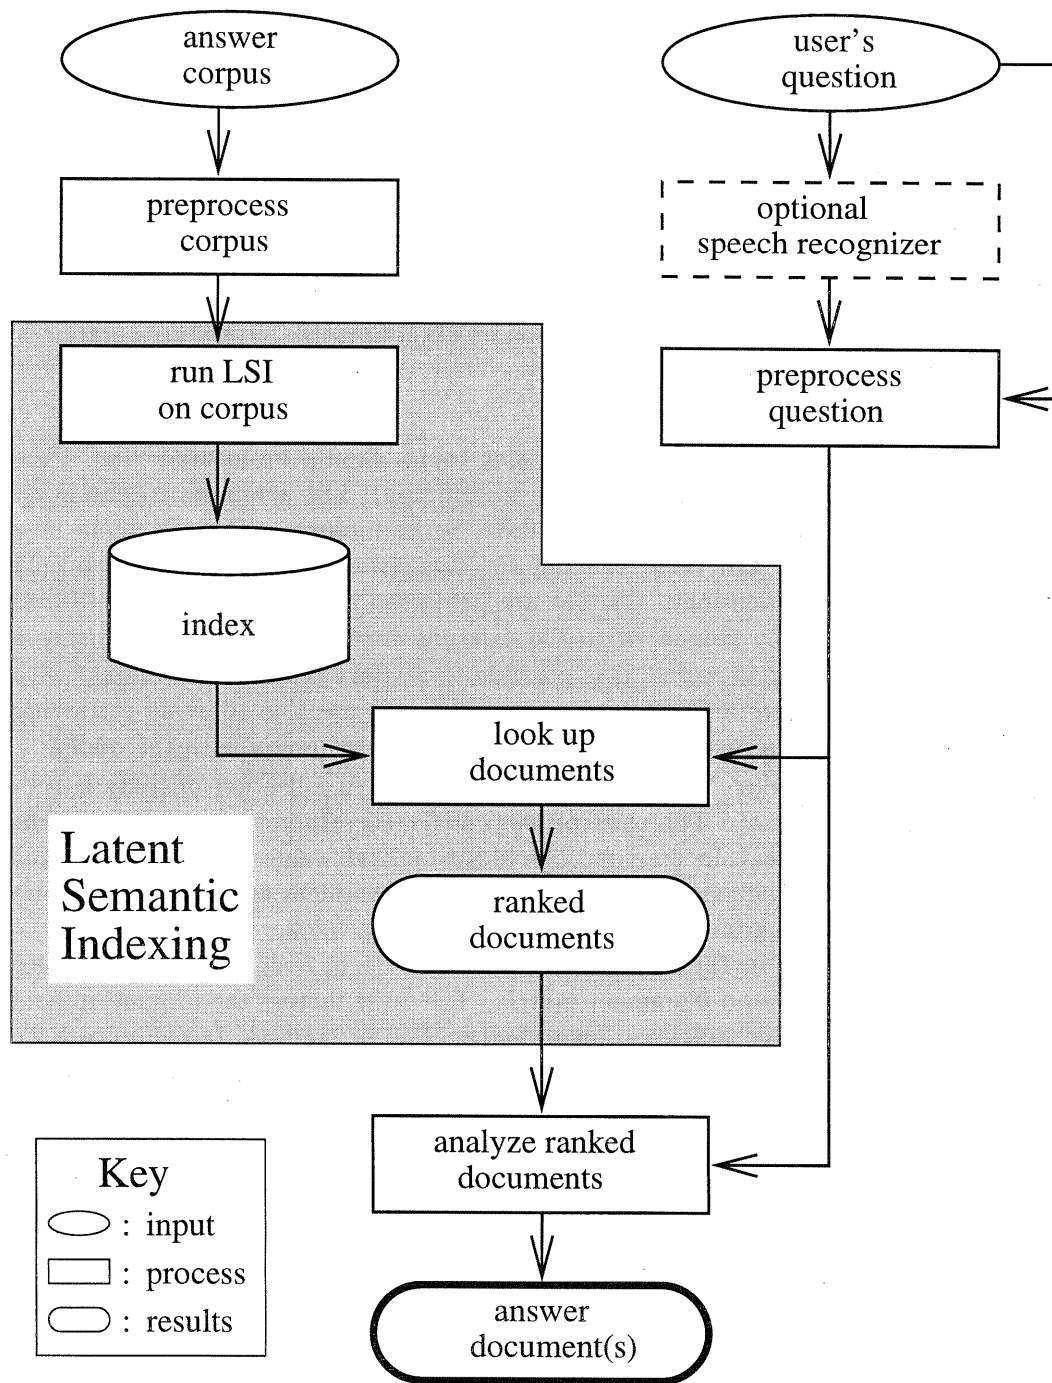 answer
corpus
user's
question
preprocess
corpus
optional
speech recognizer
run LSI
on corpus
preprocess
question
index
look up
documents
Latent
Semantic
Indexing
ranked
documents
analyze ranked
documents
Key
: input
: process
: results
answer
document(s)